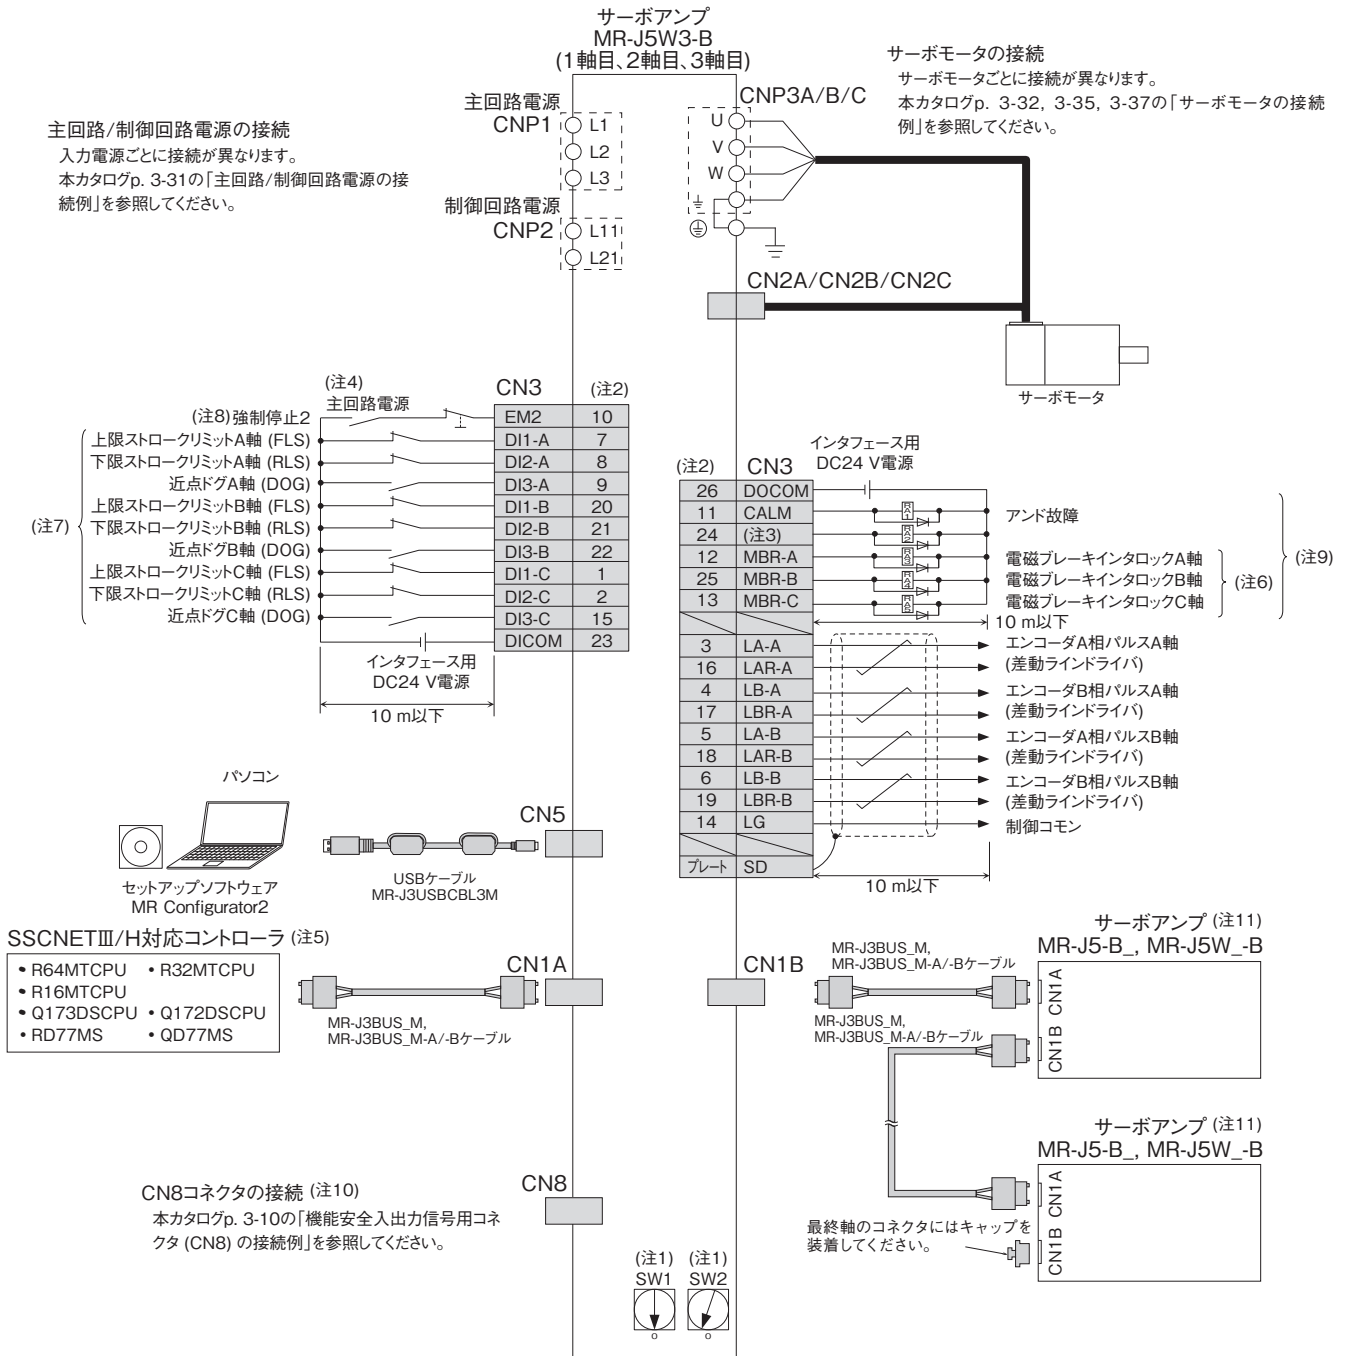 サーボアンプ
MR-J5W3-B
(1軸目、2軸目、3軸目)
主回路/制御回路電源の接続
入力電源ごとに接続が異なります。
本カタログp. 3-31の「主回路/制御回路電源の接
続例」を参照してください。
主回路電源
CNP1
L1
L2
L3
制御回路電源
CNP2
L11
L21
CNP3A/B/C
U
V
W
サーボモータの接続
サーボモータごとに接続が異なります。
本カタログp. 3-32, 3-35, 3-37の「サーボモータの接続
例」を参照してください。
CN2A/CN2B/CN2C
サーボモータ
(注4)
主回路電源
CN3
(注2)
(注8)強制停止2 EM2 10
上限ストロークリミットA軸 (FLS) DI1-A 7
下限ストロークリミットA軸 (RLS) DI2-A 8
近点ドグA軸 (DOG) DI3-A 9
上限ストロークリミットB軸 (FLS) DI1-B 20
(注7)
下限ストロークリミットB軸 (RLS) DI2-B 21
近点ドグB軸 (DOG) DI3-B 22
上限ストロークリミットC軸 (FLS) DI1-C 1
下限ストロークリミットC軸 (RLS) DI2-C 2
近点ドグC軸 (DOG) DI3-C 15
DICOM 23
インタフェース用
DC24 V電源
10 m以下
インタフェース用
DC24 V電源
(注2)
CN3
26 DOCOM
11 CALM RA1 アンド故障
24 (注3) RA2
12 MBR-A RA3 電磁ブレーキインタロックA軸
25 MBR-B RA4 電磁ブレーキインタロックB軸
13 MBR-C RA5 電磁ブレーキインタロックC軸
(注6)
(注9)
10 m以下
3 LA-A エンコーダA相パルスA軸
16 LAR-A (差動ラインドライバ)
4 LB-A エンコーダB相パルスA軸
17 LBR-A (差動ラインドライバ)
5 LA-B エンコーダA相パルスB軸
18 LAR-B (差動ラインドライバ)
6 LB-B エンコーダB相パルスB軸
19 LBR-B (差動ラインドライバ)
14 LG 制御コモン
プレート SD
10 m以下
パソコン
セットアップソフトウェア
MR Configurator2
USBケーブル
MR-J3USBCBL3M
CN5
SSCNETⅢ/H対応コントローラ (注5)
• R64MTCPU • R32MTCPU
• R16MTCPU
• Q173DSCPU • Q172DSCPU
• RD77MS • QD77MS
MR-J3BUS_M,
MR-J3BUS_M-A/-Bケーブル
CN1A
CN1B
MR-J3BUS_M,
MR-J3BUS_M-A/-Bケーブル
MR-J3BUS_M,
MR-J3BUS_M-A/-Bケーブル
サーボアンプ (注11)
MR-J5-B_, MR-J5W_-B
CN1A
CN1B
サーボアンプ (注11)
MR-J5-B_, MR-J5W_-B
CN1A
CN1B
最終軸のコネクタにはキャップを
装着してください。
CN8コネクタの接続 (注10)
本カタログp. 3-10の「機能安全入出力信号用コネ
クタ (CN8) の接続例」を参照してください。
CN8
(注1) (注1)
SW1 SW2
0 0